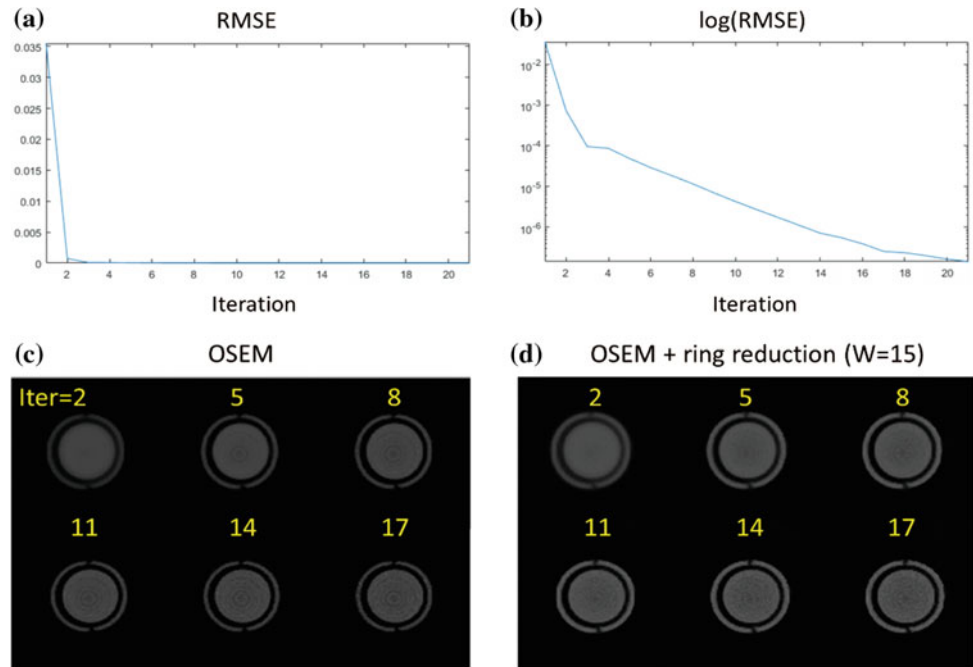 (a) RMSE
0.035
0.03
0.025
0.02
0.015
0.01
0.005
0
2 4 6 8 10 12 14 16 18 20
Iteration
(b) log(RMSE)
10-2
10-3
10-4
10-5
10-6
2 4 6 8 10 12 14 16 18 20
Iteration
(c) OSEM
Iter=2 5 8
11 14 17
(d) OSEM + ring reduction (W=15)
2 5 8
11 14 17